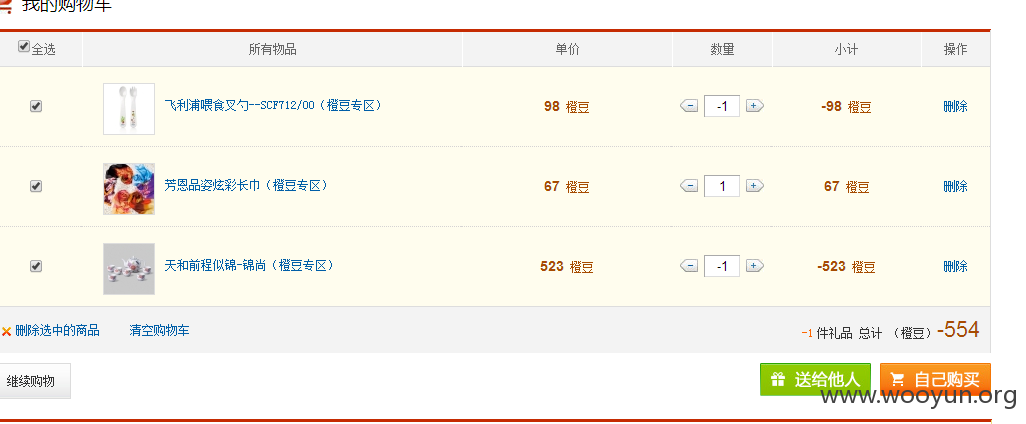 我的购物车
全选 所有物品 单价 数量 小计 操作
飞利浦喂食叉勺--SCF712/00（橙豆专区） 98 橙豆 -1 -98 橙豆 删除
芳恩品姿炫彩长巾（橙豆专区） 67 橙豆 1 67 橙豆 删除
天和前程似锦-锦尚（橙豆专区） 523 橙豆 -1 -523 橙豆 删除
删除选中的商品 清空购物车 -1 件礼品 总计 （橙豆）-554
继续购物 送给他人 自己购买
www.wooyun.org